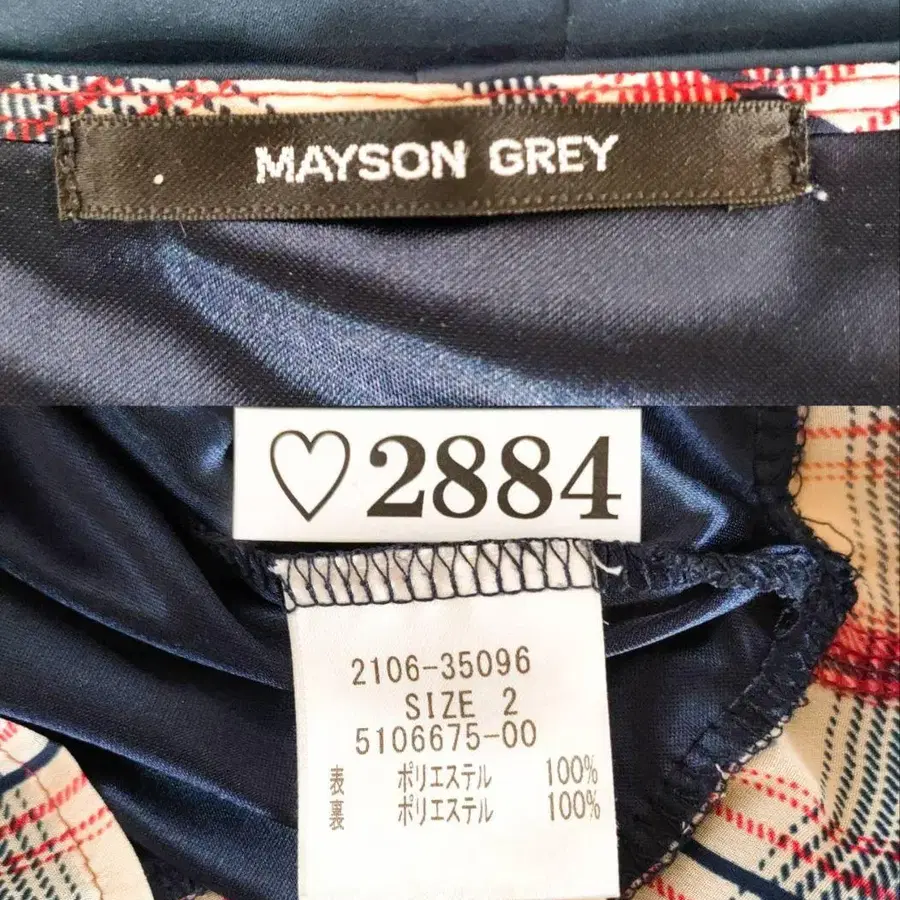 MAYSON GREY
♡2884
2106-35096
SIZE 2
5106675-00
表 ポリエステル 100%
裏 ポリエステル 100%